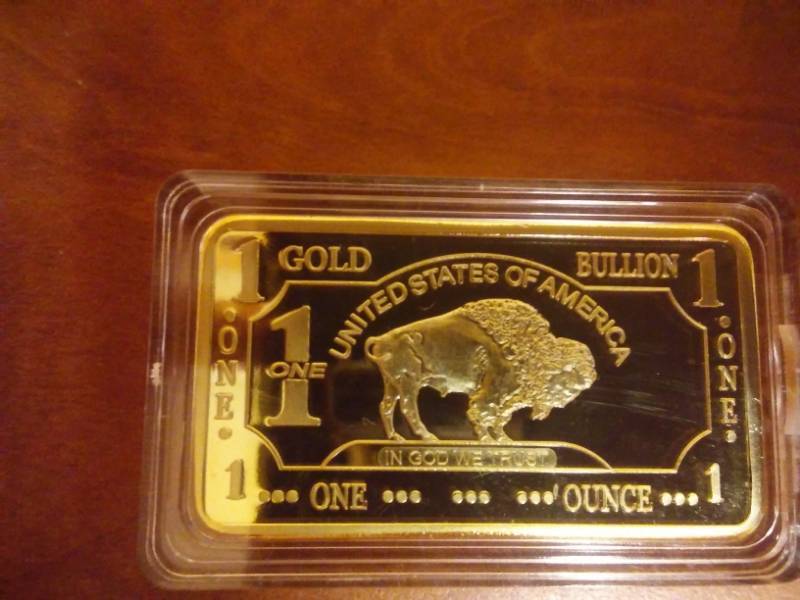 1 GOLD BULLION 1
UNITED STATES OF AMERICA
1
ONE
•ONE•
•ONE•
IN GOD WE TRUST
1 ••• ONE ••• ••• ••• OUNCE ••• 1